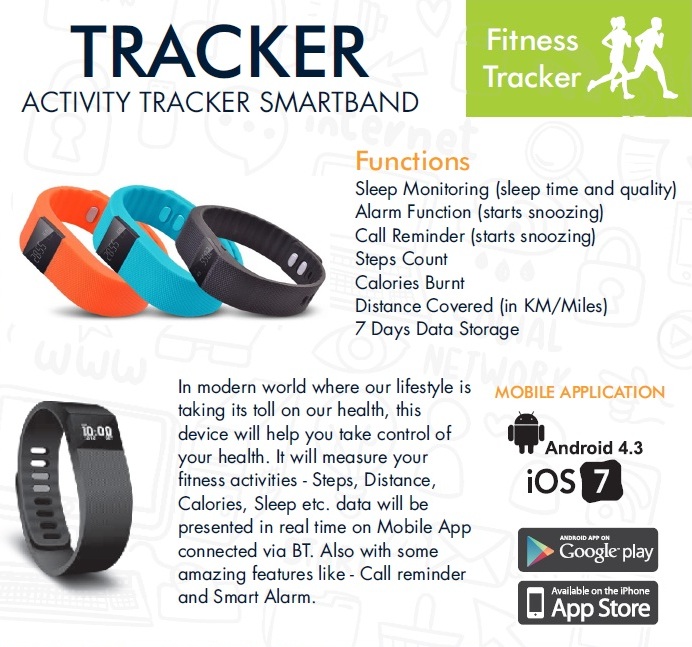 TRACKER
ACTIVITY TRACKER SMARTBAND
Fitness
Tracker
Functions
Sleep Monitoring (sleep time and quality)
Alarm Function (starts snoozing)
Call Reminder (starts snoozing)
Steps Count
Calories Burnt
Distance Covered (in KM/Miles)
7 Days Data Storage
In modern world where our lifestyle is
taking its toll on our health, this
device will help you take control of
your health. It will measure your
fitness activities - Steps, Distance,
Calories, Sleep etc. data will be
presented in real time on Mobile App
connected via BT. Also with some
amazing features like - Call reminder
and Smart Alarm.
10:09
MOBILE APPLICATION
Android 4.3
iOS 7
ANDROID APP ON
Google play
Available on the iPhone
App Store
internet
www
NETWORK